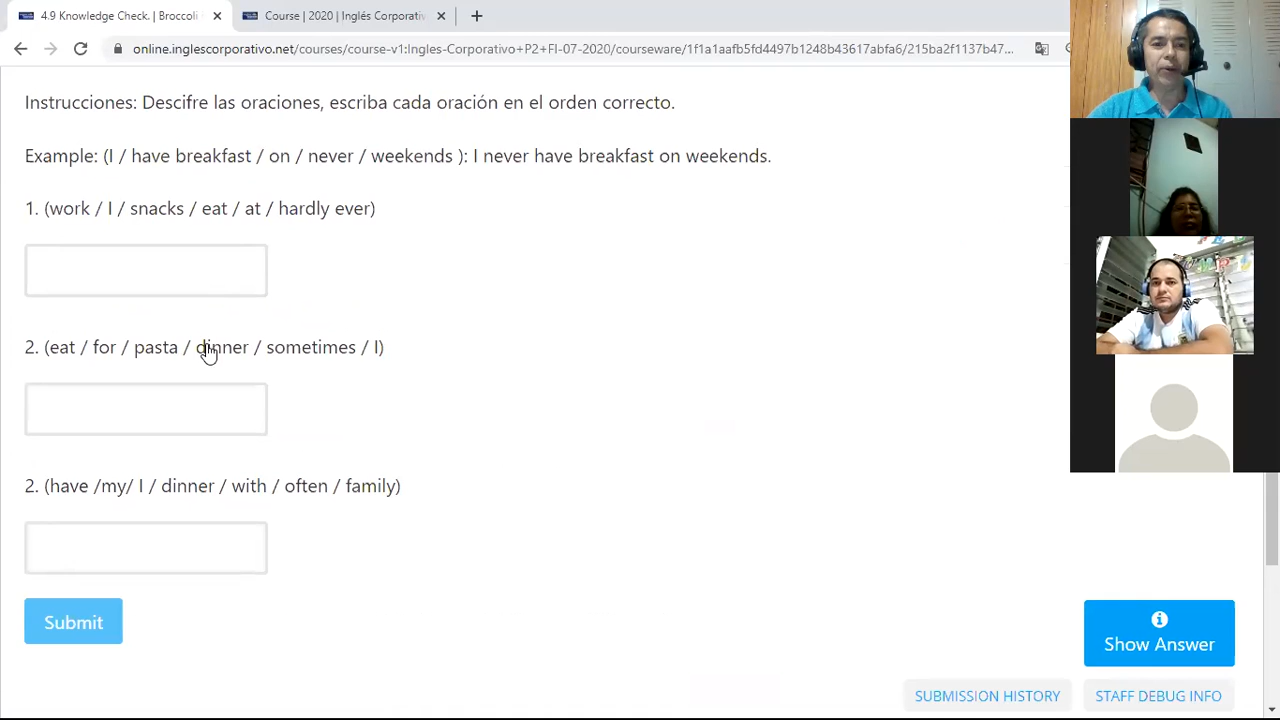 4.9 Knowledge Check. | Broccoli
Course | 2020 | Inglés Corporativ
online.inglescorporativo.net/courses/course-v1:Ingles-Corporativo+P2+FI-07-2020/courseware/1f1a1aafb5fd4497b1248b43617abfa6/215ba2f1137b47...
Instrucciones: Descifre las oraciones, escriba cada oración en el orden correcto.
Example: (I / have breakfast / on / never / weekends ): I never have breakfast on weekends.
1. (work / I / snacks / eat / at / hardly ever)
2. (eat / for / pasta / dinner / sometimes / I)
2. (have /my/ I / dinner / with / often / family)
Submit
Show Answer
SUBMISSION HISTORY
STAFF DEBUG INFO